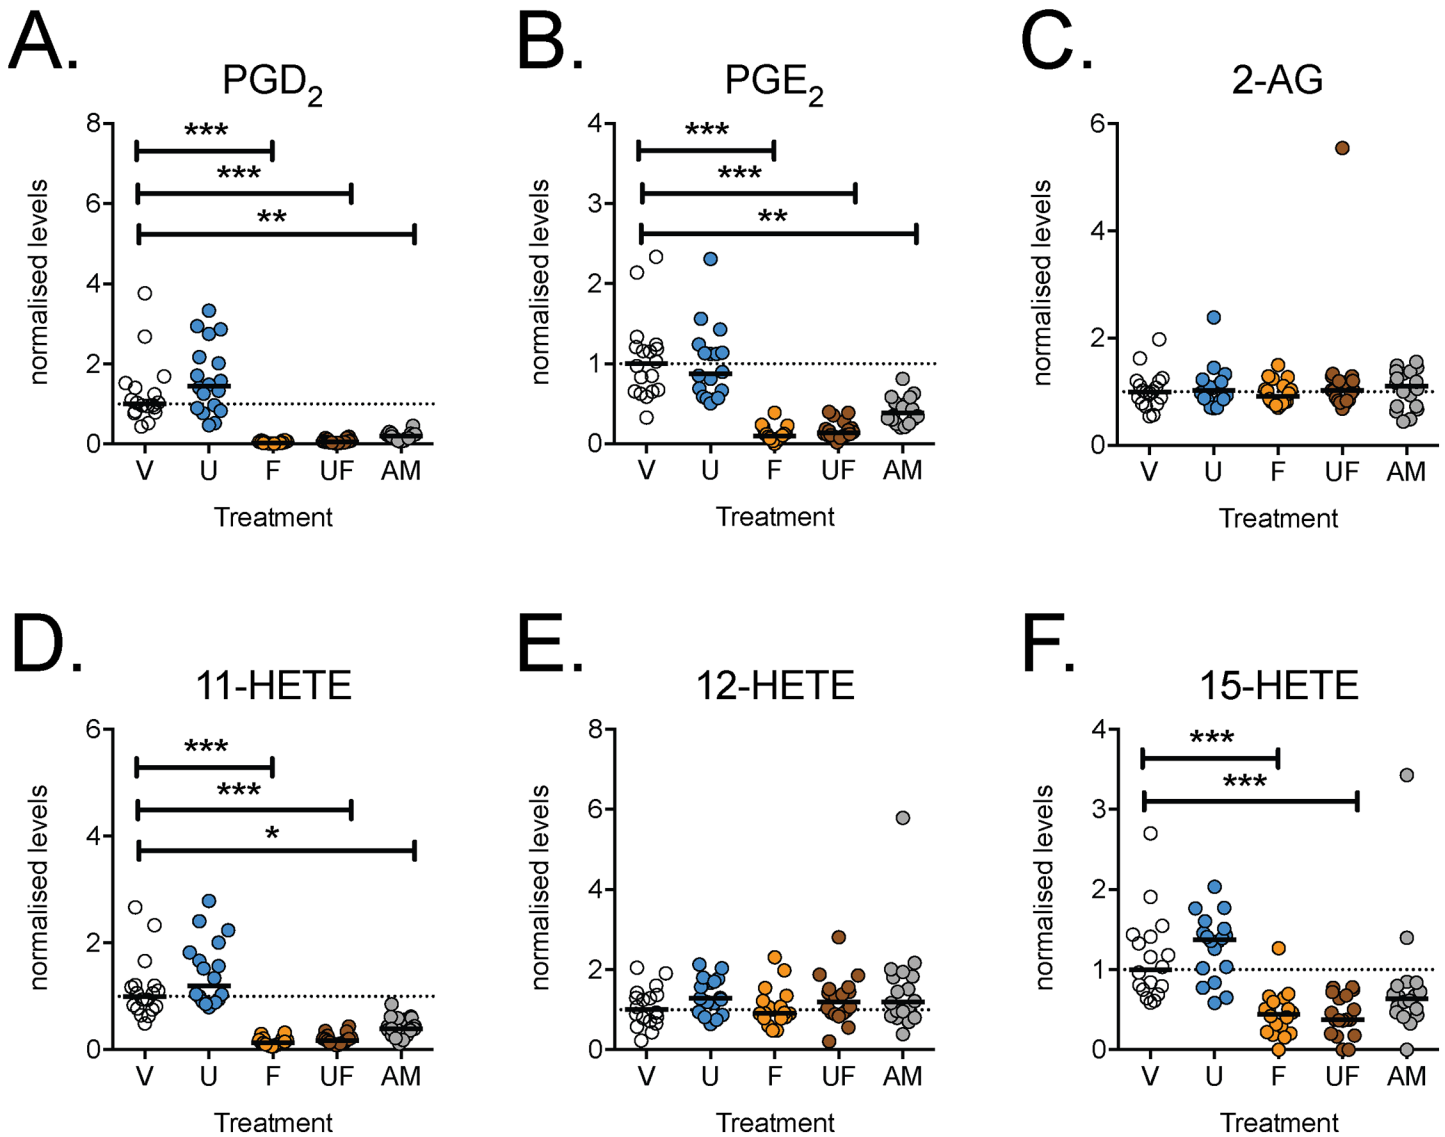 A.
PGD2
normalised levels
8
6
4
2
0
***
***
**
V U F UF AM
Treatment
B.
PGE2
normalised levels
4
3
2
1
0
***
***
**
V U F UF AM
Treatment
C.
2-AG
normalised levels
6
4
2
0
V U F UF AM
Treatment
D.
11-HETE
normalised levels
6
4
2
0
***
***
*
V U F UF AM
Treatment
E.
12-HETE
normalised levels
8
6
4
2
0
V U F UF AM
Treatment
F.
15-HETE
normalised levels
4
3
2
1
0
***
***
V U F UF AM
Treatment